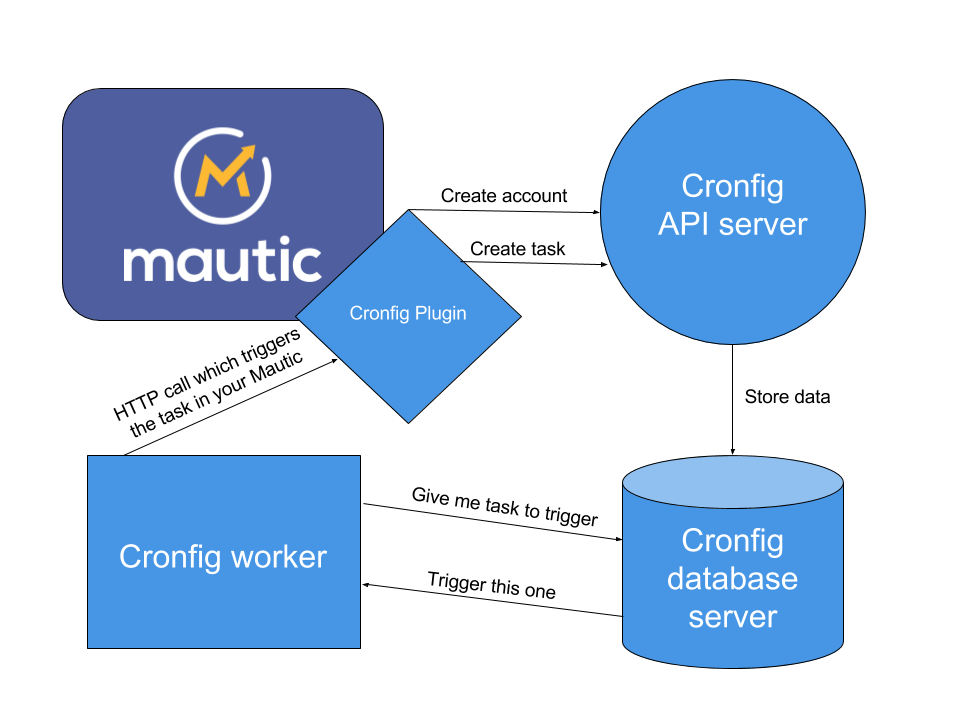 mautic
Create account
Create task
Cronfig
API server
Cronfig Plugin
HTTP call which triggers
the task in your Mautic
Store data
Give me task to trigger
Cronfig worker
Trigger this one
Cronfig
database
server